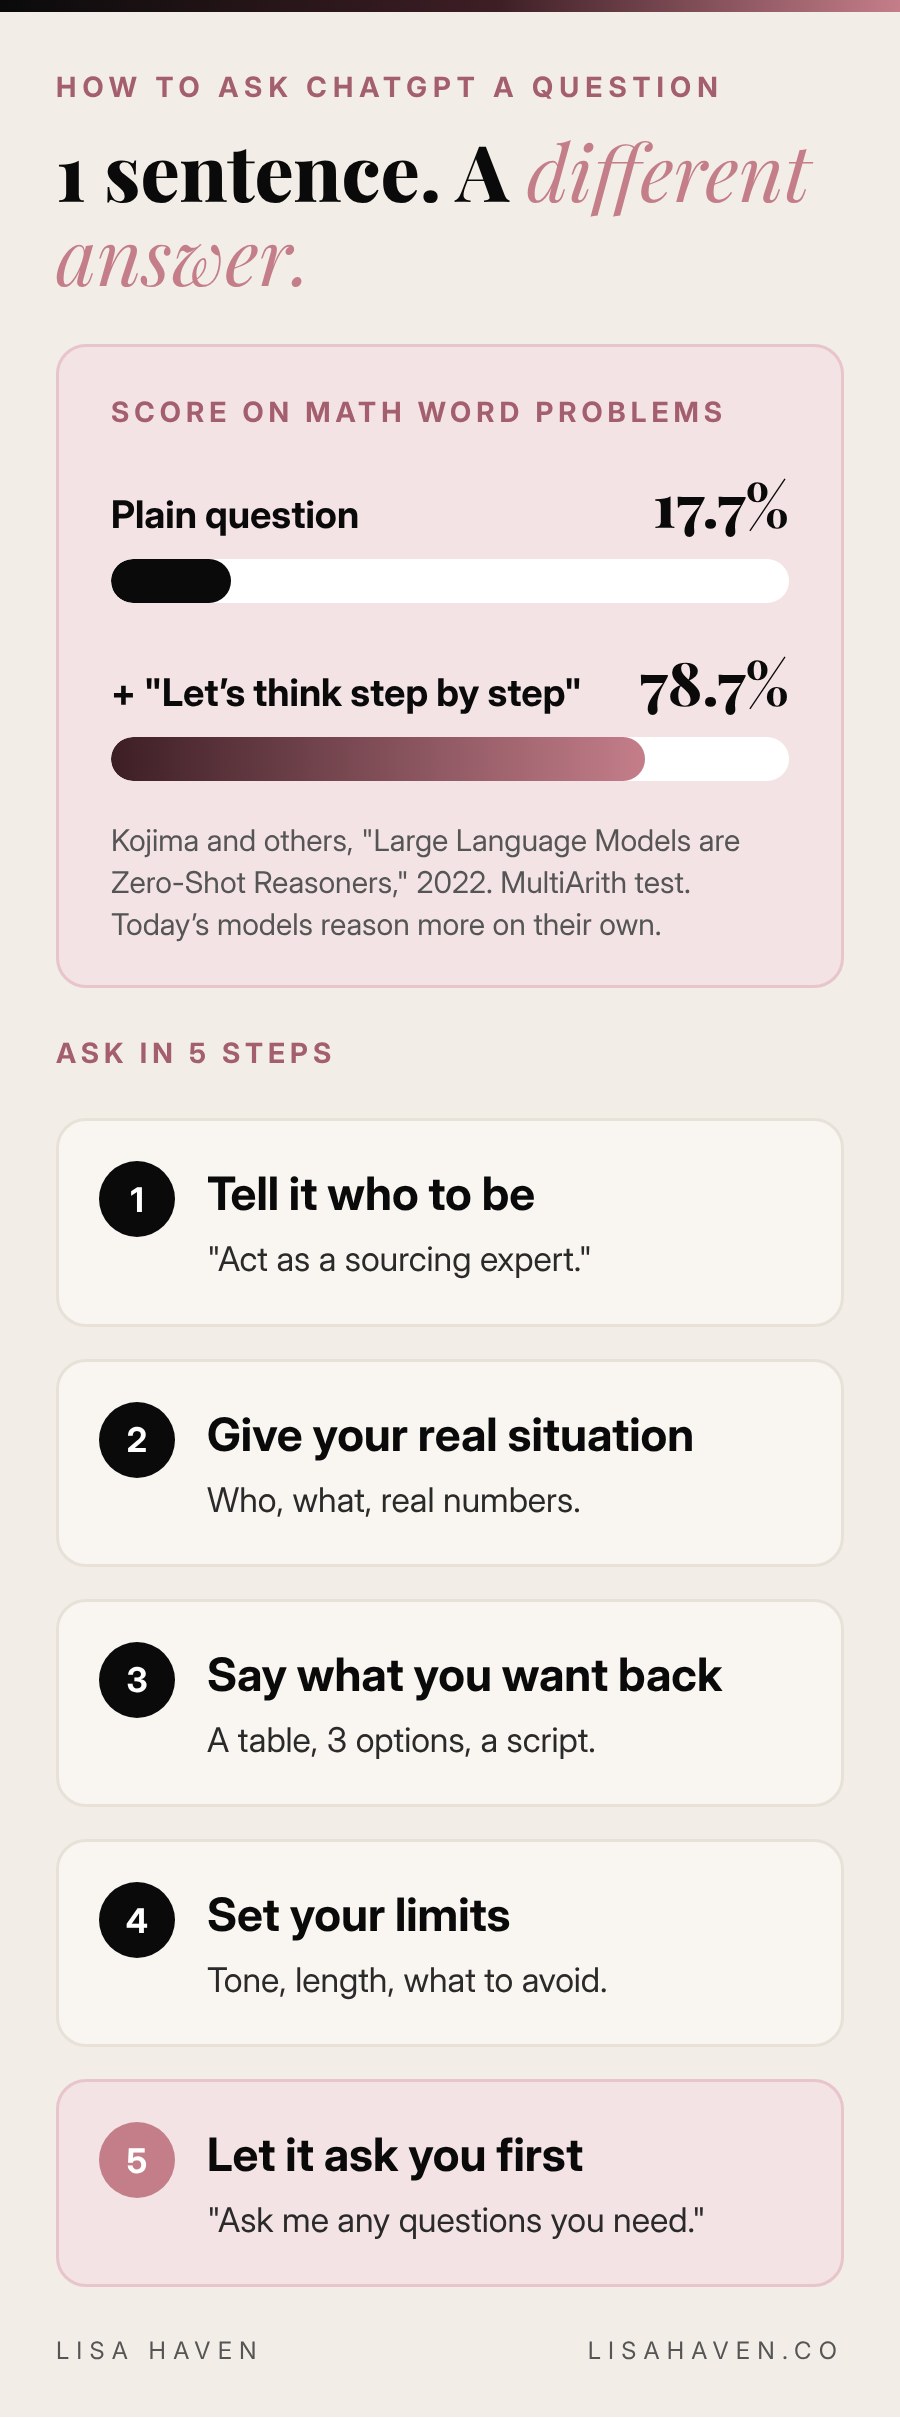 HOW TO ASK CHATGPT A QUESTION
1 sentence. A different
answer.
SCORE ON MATH WORD PROBLEMS
Plain question 17.7%
+ "Let's think step by step" 78.7%
Kojima and others, "Large Language Models are
Zero-Shot Reasoners," 2022. MultiArith test.
Today's models reason more on their own.
ASK IN 5 STEPS
1 Tell it who to be
"Act as a sourcing expert."
2 Give your real situation
Who, what, real numbers.
3 Say what you want back
A table, 3 options, a script.
4 Set your limits
Tone, length, what to avoid.
5 Let it ask you first
"Ask me any questions you need."
LISA HAVEN LISAHAVEN.CO